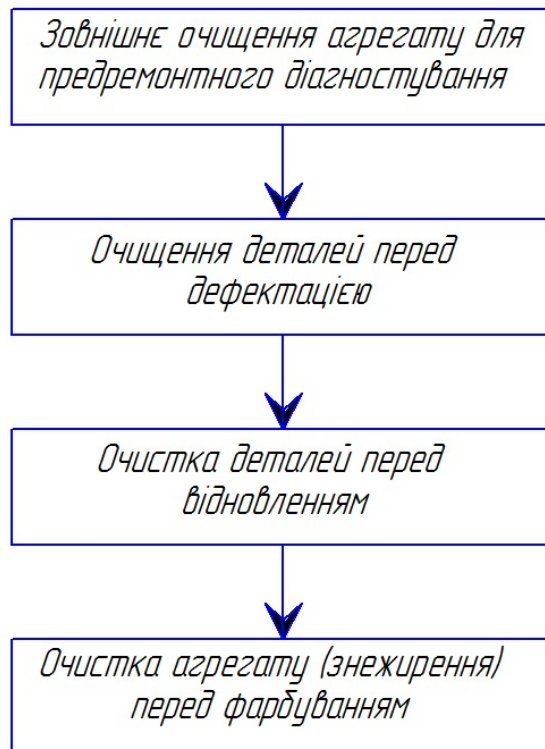 Зовнішнє очищення агрегату для
предремонтного діагностування
Очищення деталей перед
дефектацією
Очистка деталей перед
відновленням
Очистка агрегату (знежирення)
перед фарбуванням